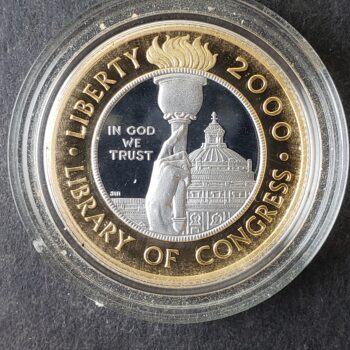 LIBERTY 2000
IN GOD
WE
TRUST
LIBRARY OF CONGRESS